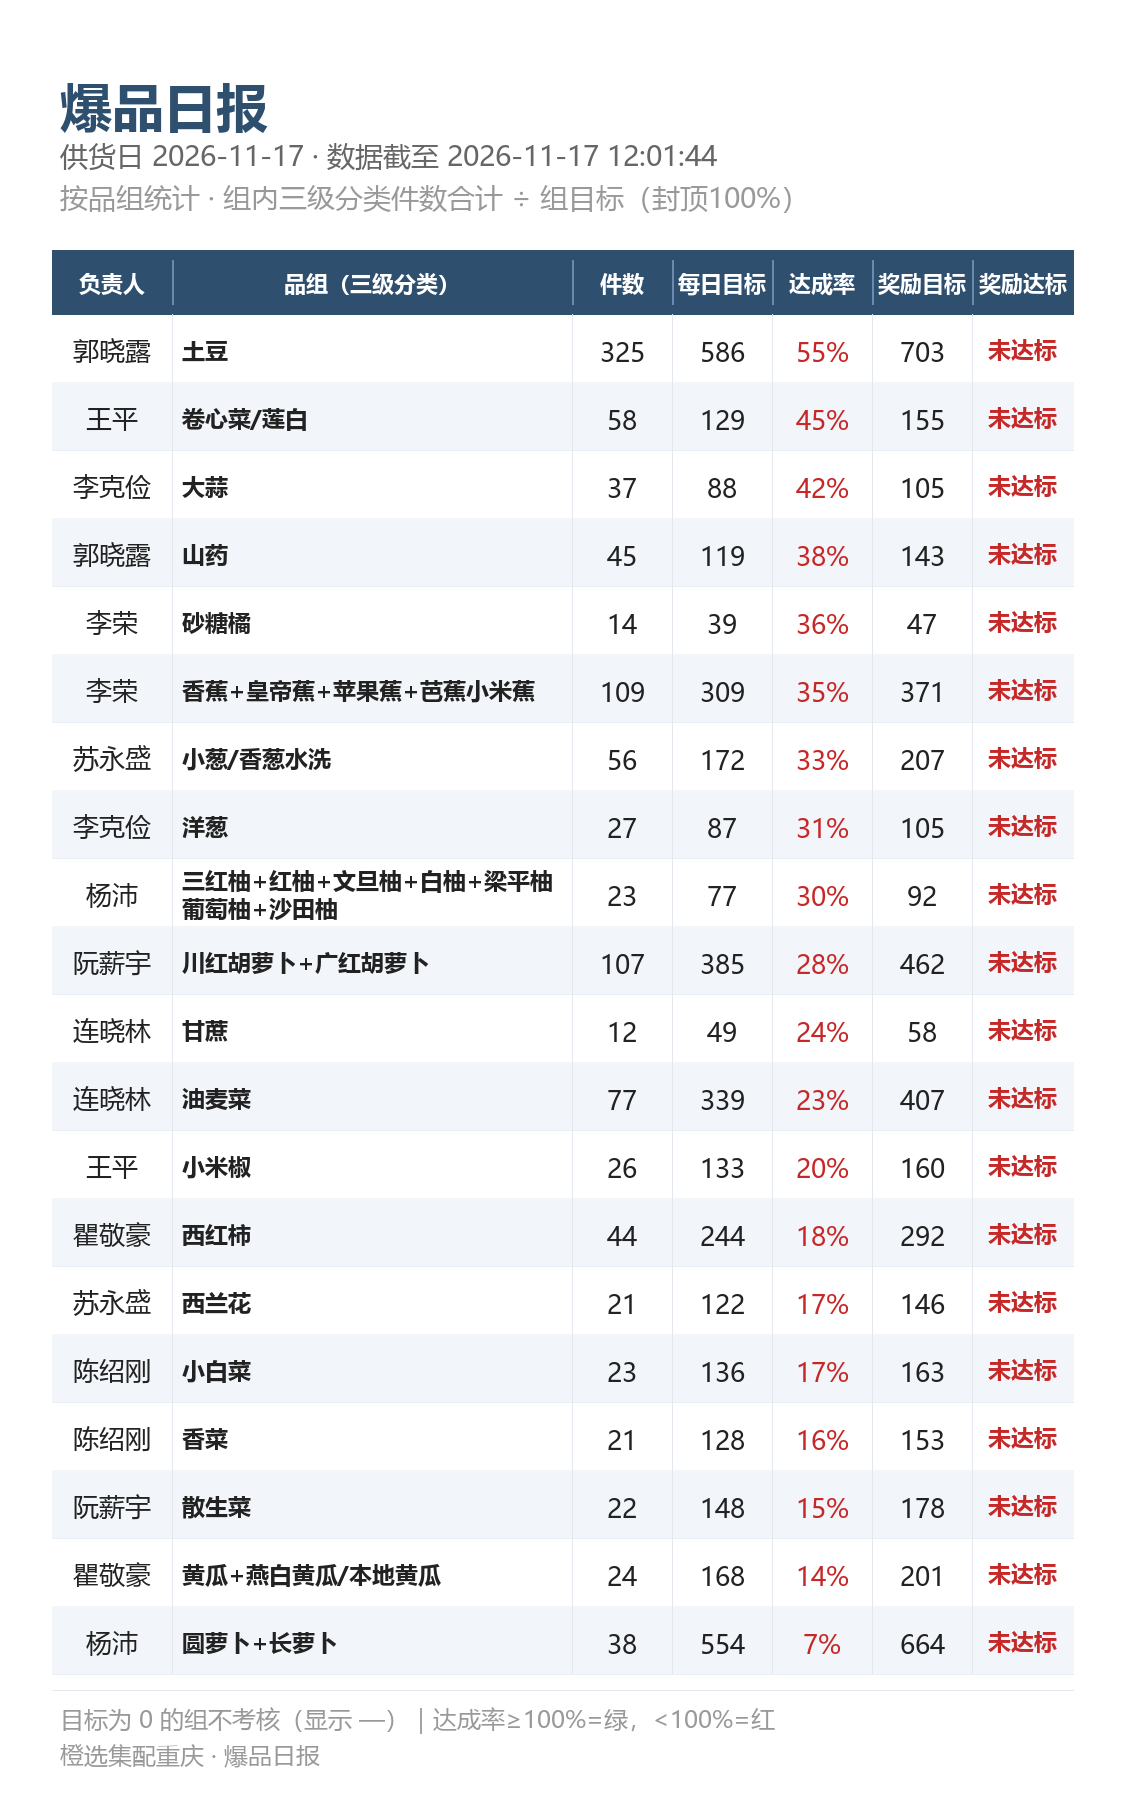 爆品日报
供货日 2026-11-17 · 数据截至 2026-11-17 12:01:44
按品组统计 · 组内三级分类件数合计 ÷ 组目标（封顶100%）
负责人 品组（三级分类） 件数 每日目标 达成率 奖励目标 奖励达标
郭晓露 土豆 325 586 55% 703 未达标
王平 卷心菜/莲白 58 129 45% 155 未达标
李克俭 大蒜 37 88 42% 105 未达标
郭晓露 山药 45 119 38% 143 未达标
李荣 砂糖橘 14 39 36% 47 未达标
李荣 香蕉+皇帝蕉+苹果蕉+芭蕉小米蕉 109 309 35% 371 未达标
苏永盛 小葱/香葱水洗 56 172 33% 207 未达标
李克俭 洋葱 27 87 31% 105 未达标
杨沛 三红柚+红柚+文旦柚+白柚+梁平柚
葡萄柚+沙田柚 23 77 30% 92 未达标
阮薪宇 川红胡萝卜+广红胡萝卜 107 385 28% 462 未达标
连晓林 甘蔗 12 49 24% 58 未达标
连晓林 油麦菜 77 339 23% 407 未达标
王平 小米椒 26 133 20% 160 未达标
瞿敬豪 西红柿 44 244 18% 292 未达标
苏永盛 西兰花 21 122 17% 146 未达标
陈绍刚 小白菜 23 136 17% 163 未达标
陈绍刚 香菜 21 128 16% 153 未达标
阮薪宇 散生菜 22 148 15% 178 未达标
瞿敬豪 黄瓜+燕白黄瓜/本地黄瓜 24 168 14% 201 未达标
杨沛 圆萝卜+长萝卜 38 554 7% 664 未达标
目标为 0 的组不考核（显示 —）｜达成率≥100%=绿，<100%=红
橙选集配重庆 · 爆品日报